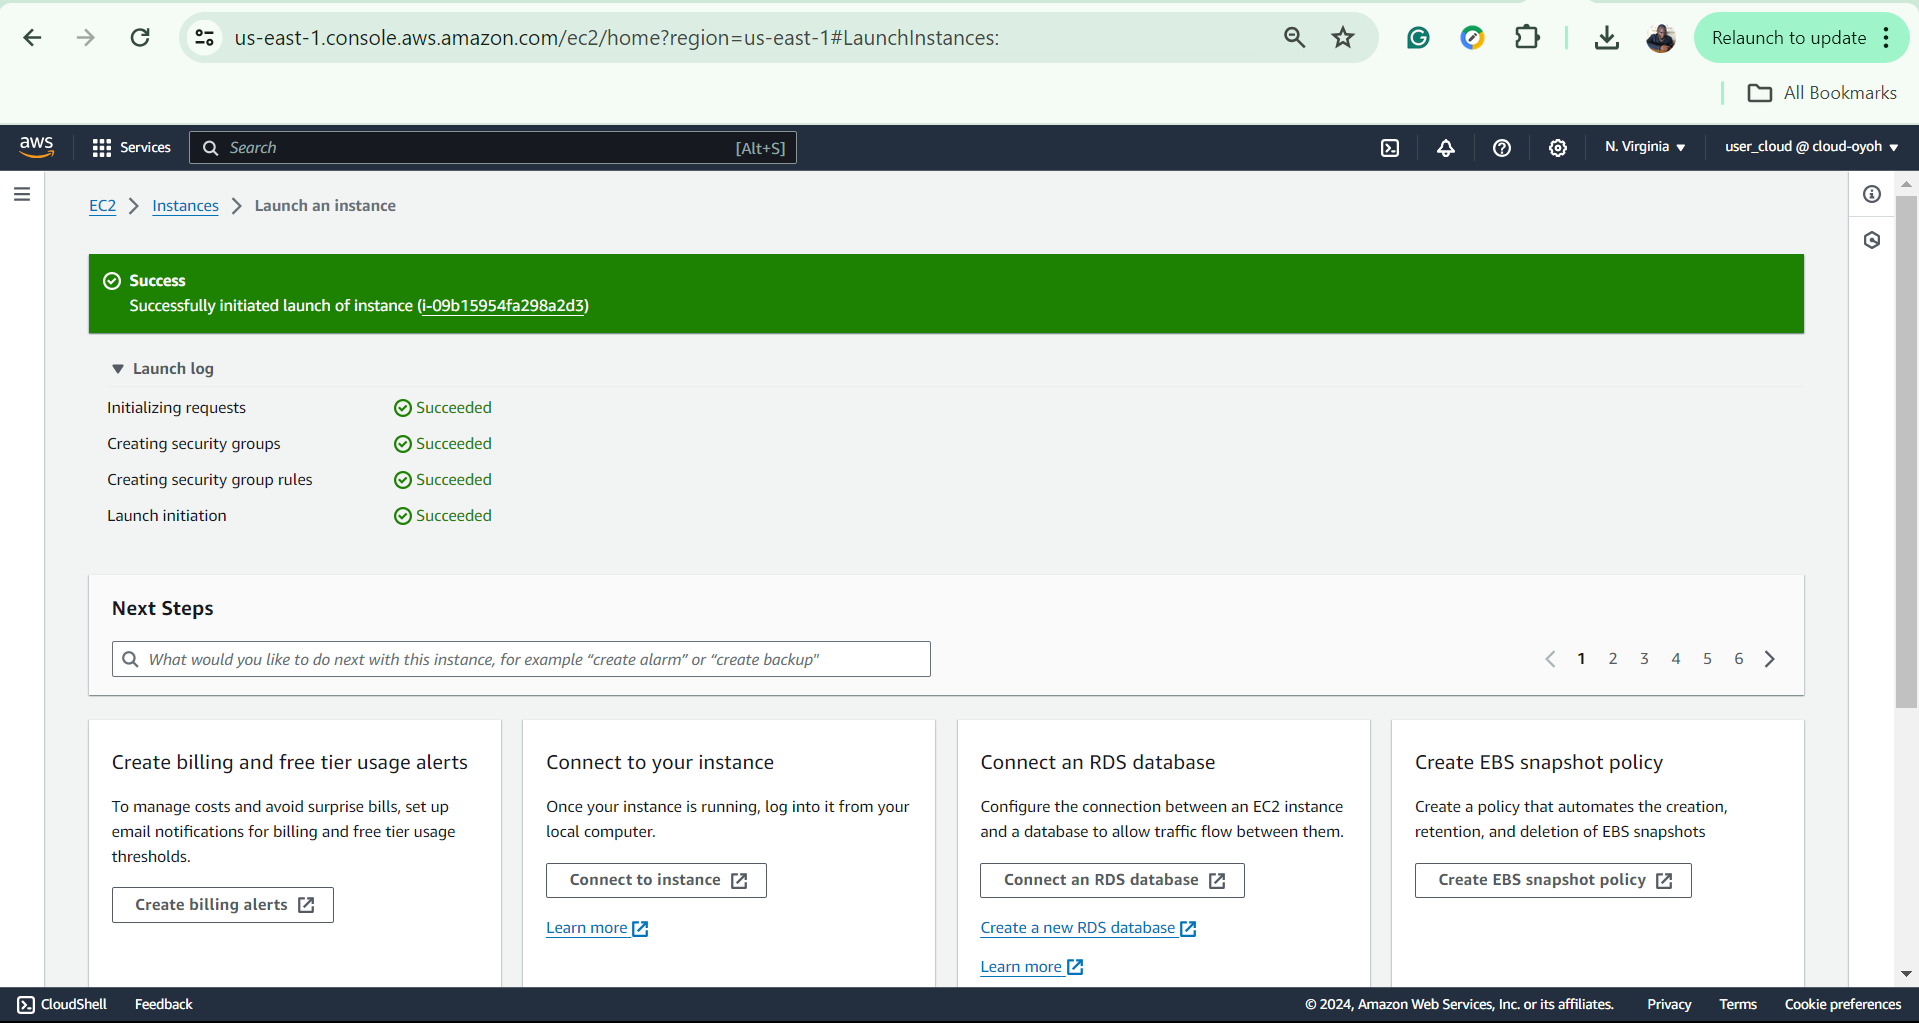 us-east-1.console.aws.amazon.com/ec2/home?region=us-east-1#LaunchInstances:
Relaunch to update
All Bookmarks
aws
Services
Search
[Alt+S]
N. Virginia
user_cloud @ cloud-oyoh
EC2
Instances
Launch an instance
Success
Successfully initiated launch of instance (i-09b15954fa298a2d3)
Launch log
Initializing requests
Succeeded
Creating security groups
Succeeded
Creating security group rules
Succeeded
Launch initiation
Succeeded
Next Steps
What would you like to do next with this instance, for example “create alarm” or “create backup”
1 2 3 4 5 6
Create billing and free tier usage alerts
To manage costs and avoid surprise bills, set up
email notifications for billing and free tier usage
thresholds.
Create billing alerts
Connect to your instance
Once your instance is running, log into it from your
local computer.
Connect to instance
Learn more
Connect an RDS database
Configure the connection between an EC2 instance
and a database to allow traffic flow between them.
Connect an RDS database
Create a new RDS database
Learn more
Create EBS snapshot policy
Create a policy that automates the creation,
retention, and deletion of EBS snapshots
Create EBS snapshot policy
CloudShell
Feedback
© 2024, Amazon Web Services, Inc. or its affiliates.
Privacy
Terms
Cookie preferences